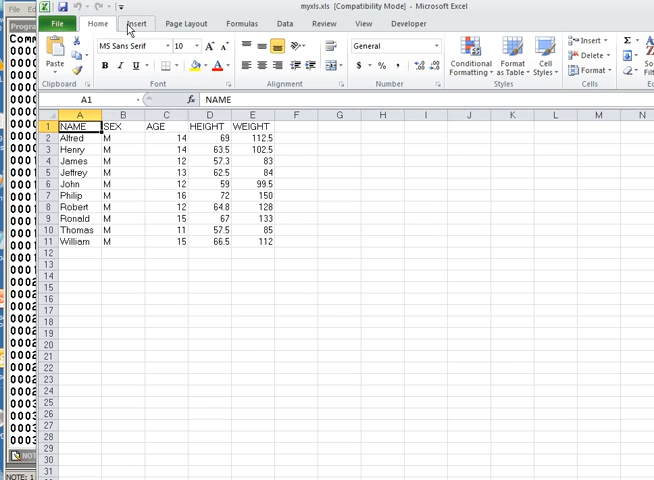 myxls.xls [Compatibility Mode] - Microsoft Excel
File Home Insert Page Layout Formulas Data Review View Developer
MS Sans Serif 10 General Insert Σ
Paste B I U $ % , Conditional Formatting Format as Table Cell Styles Delete Format
Clipboard Font Alignment Number Styles Cells
A1 fx NAME
A B C D E F G H I J K L M N
1 NAME SEX AGE HEIGHT WEIGHT
2 Alfred M 14 69 112.5
3 Henry M 14 63.5 102.5
4 James M 12 57.3 83
5 Jeffrey M 13 62.5 84
6 John M 12 59 99.5
7 Philip M 16 72 150
8 Robert M 12 64.8 128
9 Ronald M 15 67 133
10 Thomas M 11 57.5 85
11 William M 15 66.5 112
12
13
14
15
16
17
18
19
20
21
22
23
24
25
26
27
28
29
30
31
NOTE: 1